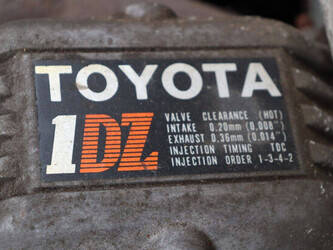 TOYOTA
1DZ
VALVE CLEARANCE (HOT)
INTAKE 0.20mm (0.008")
EXHAUST 0.36mm (0.014")
INJECTION TIMING TDC
INJECTION ORDER 1-3-4-2